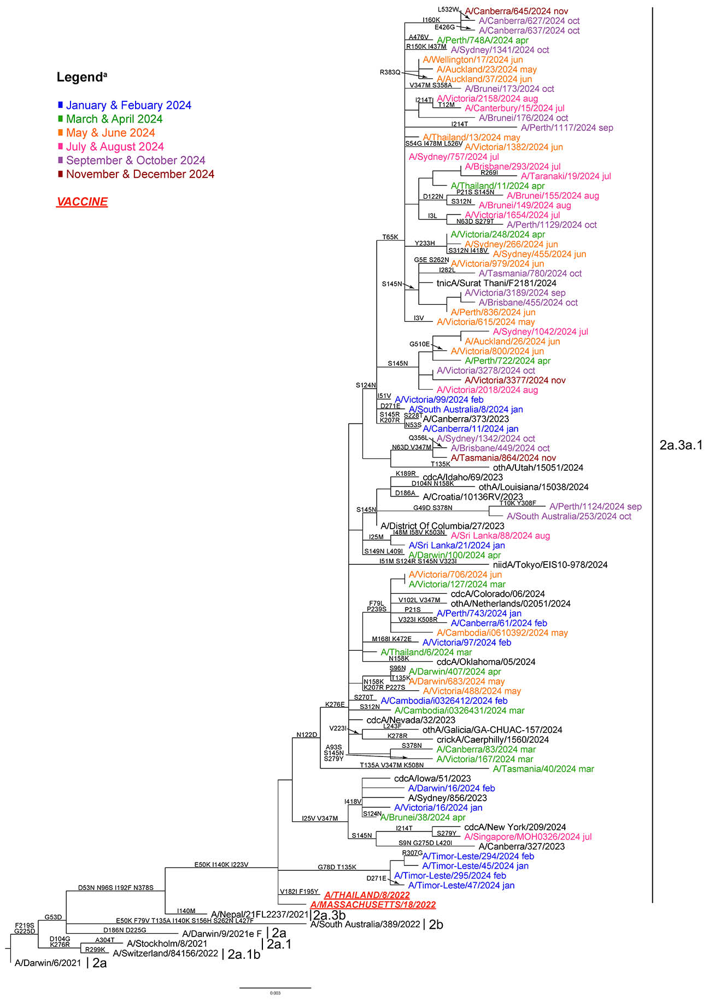 L532W
A/Canberra/645/2024 nov
I160K
A/Canberra/627/2024 oct
E426G
A/Canberra/637/2024 oct
A476V
A/Perth/748A/2024 apr
R150K I437M
A/Sydney/1341/2024 oct
A/Wellington/17/2024 jun
A/Auckland/23/2024 may
R383Q
A/Auckland/37/2024 jun
V347M S358A
A/Brunei/173/2024 oct
Legendª
January & Febuary 2024
March & April 2024
May & June 2024
July & August 2024
September & October 2024
November & December 2024
VACCINE
I214T
A/Victoria/2158/2024 aug
T12M
A/Canterbury/15/2024 jul
A/Brunei/176/2024 oct
I214T
A/Perth/1117/2024 sep
A/Thailand/13/2024 may
S54G I478M L526V
A/Victoria/1382/2024 jun
A/Sydney/757/2024 jul
A/Brisbane/293/2024 jul
R269I
A/Taranaki/19/2024 jul
A/Thailand/11/2024 apr
D122N
P21S S145N
A/Brunei/155/2024 aug
S312N
A/Brunei/149/2024 aug
I3L
A/Victoria/1654/2024 jul
N63D S279T
A/Perth/1129/2024 oct
T65K
A/Victoria/248/2024 apr
Y233H
A/Sydney/266/2024 jun
S312N I418V
A/Sydney/455/2024 jun
G5E S262N
A/Victoria/979/2024 jun
I282L
A/Tasmania/780/2024 oct
S145N
tnicA/Surat Thani/F2181/2024
A/Victoria/3189/2024 sep
A/Brisbane/455/2024 oct
A/Perth/836/2024 jun
I3V
A/Victoria/615/2024 may
A/Sydney/1042/2024 jul
A/Auckland/26/2024 jun
G510E
A/Victoria/800/2024 jun
S145N
A/Perth/722/2024 apr
A/Victoria/3278/2024 oct
A/Victoria/3377/2024 nov
S124N
A/Victoria/2018/2024 aug
I51V
A/Victoria/99/2024 feb
D271E
A/South Australia/8/2024 jan
S145R
K207R
S228T
A/Canberra/373/2023
N53S
A/Canberra/11/2024 jan
Q356L
A/Sydney/1342/2024 oct
2a.3a.1
N63D V347M
A/Brisbane/449/2024 oct
A/Tasmania/864/2024 nov
T135K
othA/Utah/15051/2024
K189R
cdcA/Idaho/69/2023
D104N N158K
othA/Louisiana/15038/2024
D186A
A/Croatia/10136RV/2023
S145N
G49D S378N
T10K Y308F
A/Perth/1124/2024 sep
A/South Australia/253/2024 oct
A/District Of Columbia/27/2023
I25M
I48M I58V K503N
A/Sri Lanka/88/2024 aug
A/Sri Lanka/21/2024 jan
S149N L409I
A/Darwin/100/2024 apr
I51M S124R S145N V323I
niidA/Tokyo/EIS10-978/2024
A/Victoria/706/2024 jun
A/Victoria/127/2024 mar
cdcA/Colorado/06/2024
F79L
P239S
V102L V347M
othA/Netherlands/02051/2024
P21S
A/Perth/743/2024 jan
V323I K508R
A/Canberra/61/2024 feb
A/Cambodia/i0610392/2024 may
M168I K472E
A/Victoria/97/2024 feb
A/Thailand/6/2024 mar
N158K
cdcA/Oklahoma/05/2024
S96N
A/Darwin/407/2024 apr
N158K
T135K
A/Darwin/683/2024 may
K207R P227S
A/Victoria/488/2024 may
K276E
S270T
A/Cambodia/i0326412/2024 feb
S312N
A/Cambodia/i0326431/2024 mar
cdcA/Nevada/32/2023
V223I
L243F
othA/Galicia/GA-CHUAC-157/2024
N122D
K278R
crickA/Caerphilly/1560/2024
A93S
S145N
S279Y
S378N
A/Canberra/83/2024 mar
A/Victoria/167/2024 mar
T135A V347M K508N
A/Tasmania/40/2024 mar
cdcA/Iowa/51/2023
A/Darwin/16/2024 feb
A/Sydney/856/2023
I418V
A/Victoria/16/2024 jan
I25V V347M
S124N
A/Brunei/38/2024 apr
I214T
cdcA/New York/209/2024
S145N
S279Y
A/Singapore/MOH0326/2024 jul
S9N G275D L420I
A/Canberra/327/2023
R307G
A/Timor-Leste/294/2024 feb
E50K I140K I223V
G78D T135K
A/Timor-Leste/45/2024 jan
A/Timor-Leste/295/2024 feb
D271E
A/Timor-Leste/47/2024 jan
D53N N96S I192F N378S
V182I F195Y
A/THAILAND/8/2022
A/MASSACHUSETTS/18/2022
I140M
A/Nepal/21FL2237/2021
2a.3b
G53D
E50K F79V T135A I140K S156H S262N L427F
A/South Australia/389/2022
2b
F219S
G225D
D186N D225G
A/Darwin/9/2021e F
2a
D104G
K276R
A304T
A/Stockholm/8/2021
2a.1
R299K
A/Switzerland/84156/2022
2a.1b
A/Darwin/6/2021
2a
0.003